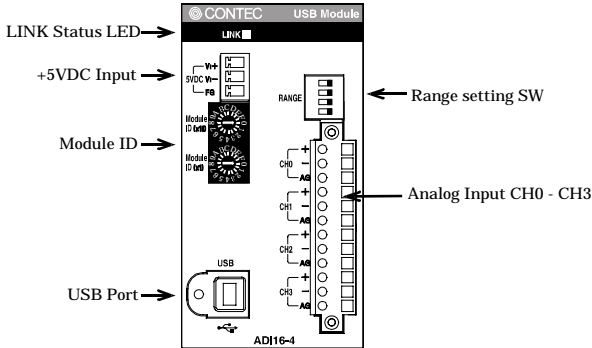 © CONTEC USB Module
LINK Status LED
LINK
+5VDC Input
Vi+
5VDC Vi-
FG
RANGE
Range setting SW
Module ID
Module
ID (x10)
Module
ID (x1)
+
CH0 -
AG
+
CH1 -
AG
Analog Input CH0 - CH3
+
CH2 -
AG
+
CH3 -
AG
USB
USB Port
ADI16-4